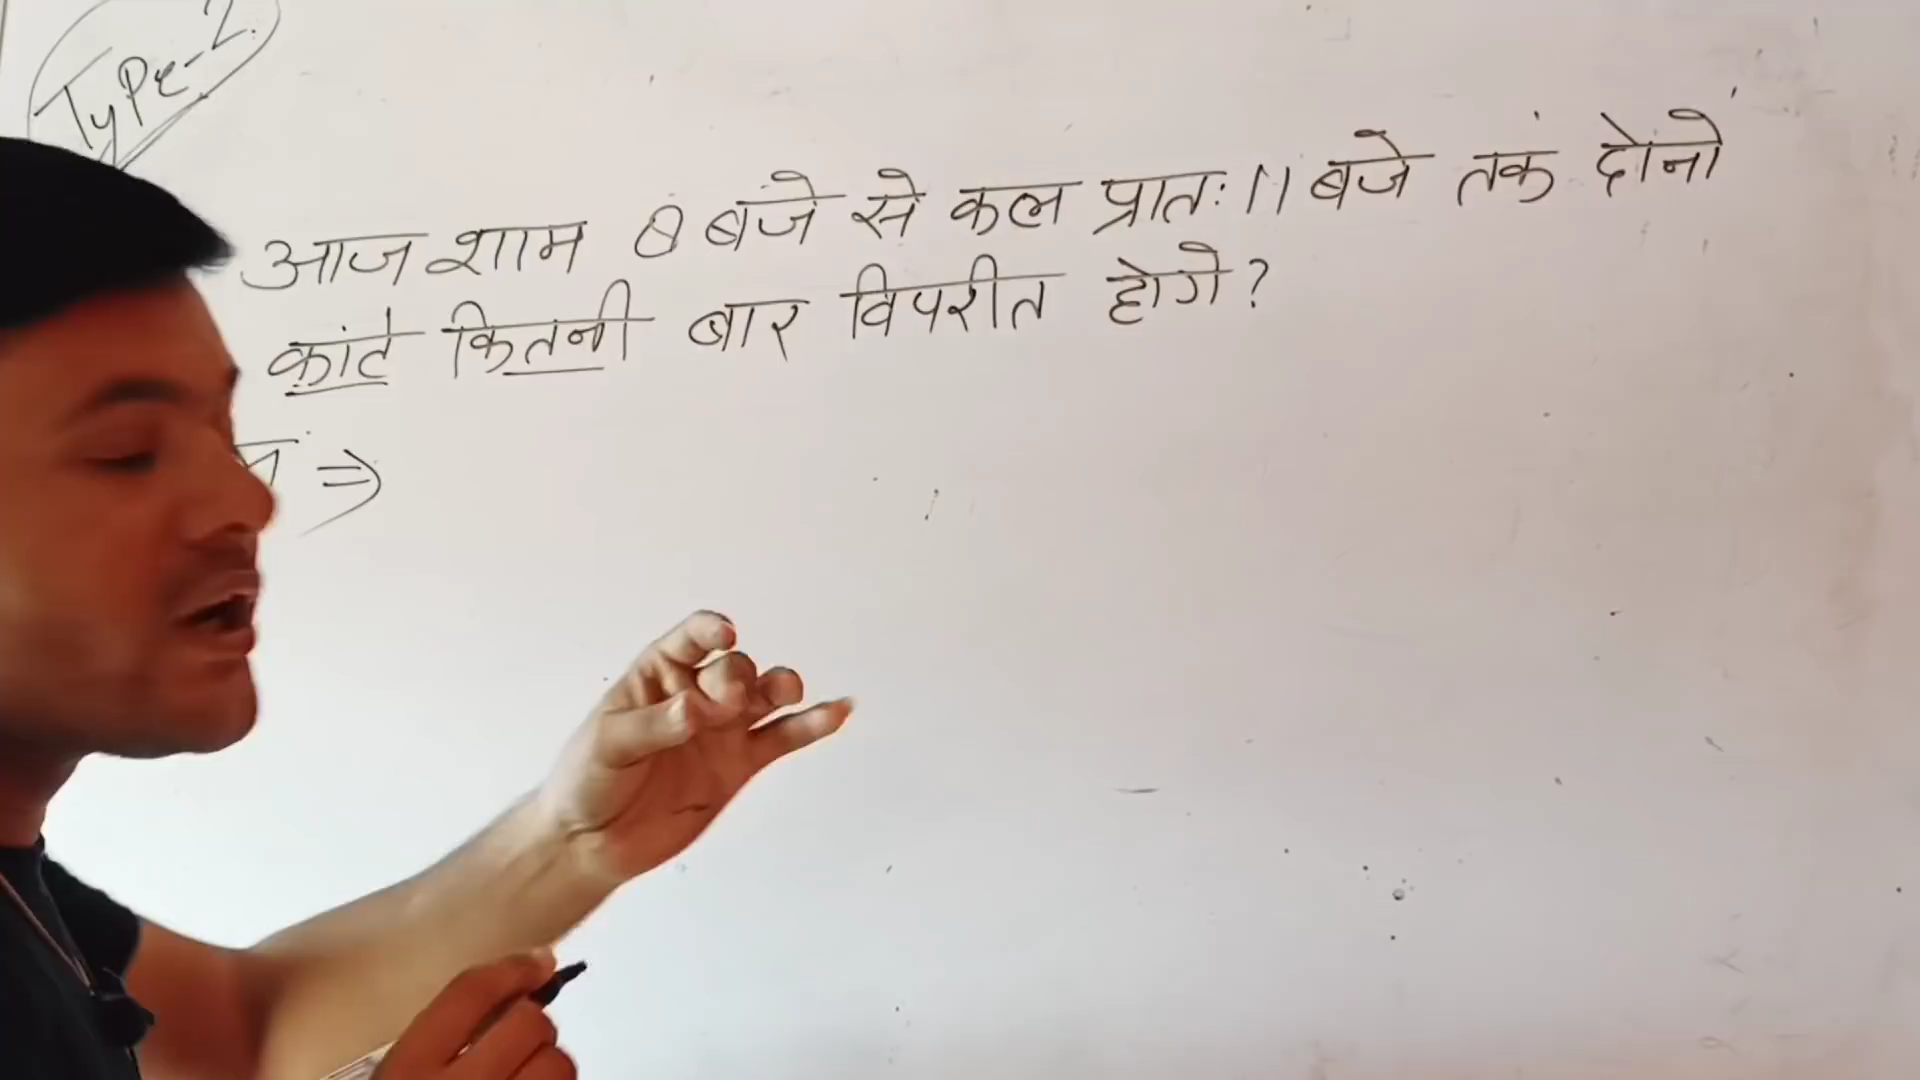 TyPe-2.
आज शाम 8 बजे से कल प्रातः 11 बजे तक दोनों
कांटे कितनी बार विपरीत होगे?
⇒